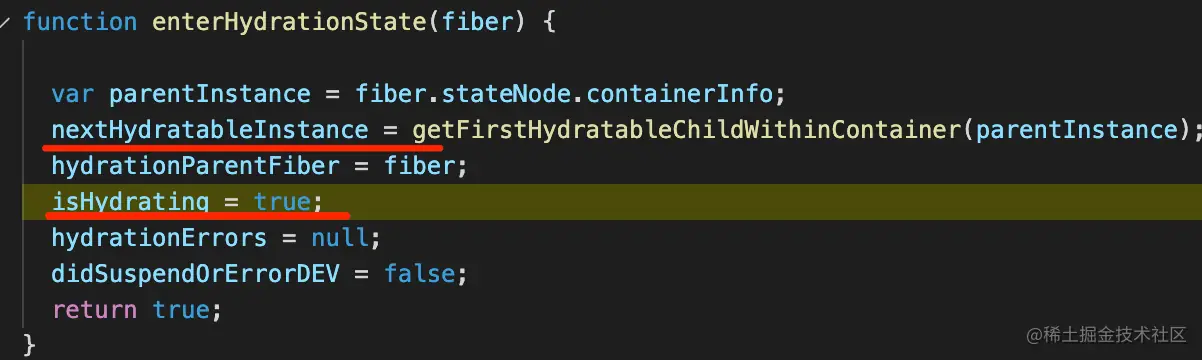 function enterHydrationState(fiber) {
var parentInstance = fiber.stateNode.containerInfo;
nextHydratableInstance = getFirstHydratableChildWithinContainer(parentInstance);
hydrationParentFiber = fiber;
isHydrating = true;
hydrationErrors = null;
didSuspendOrErrorDEV = false;
return true;
}
@稀土掘金技术社区